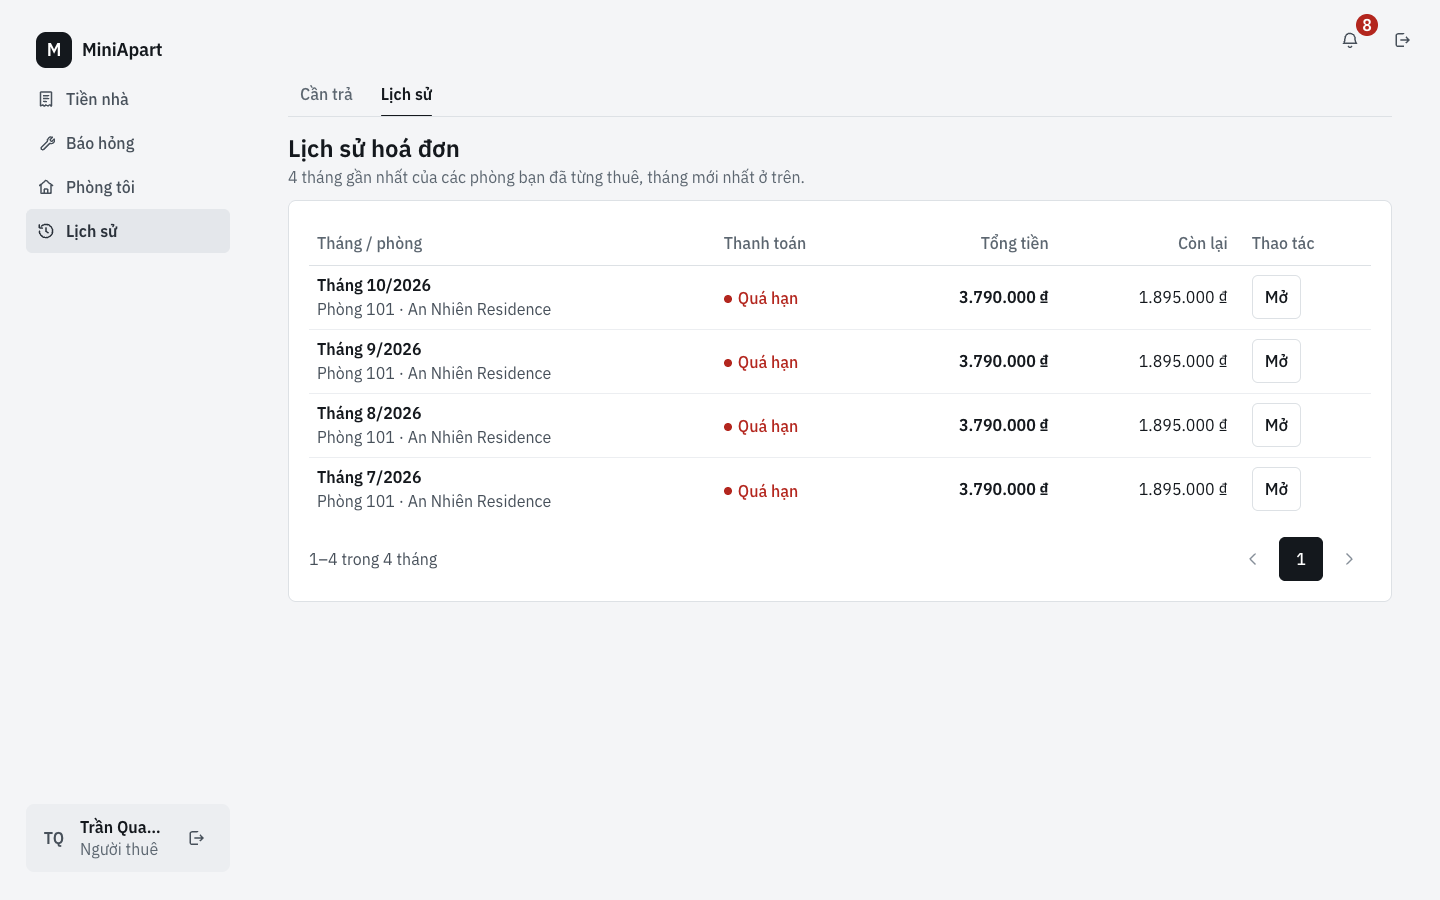 M MiniApart
8
Tiền nhà
Báo hỏng
Phòng tôi
Lịch sử
Cần trả Lịch sử
Lịch sử hoá đơn
4 tháng gần nhất của các phòng bạn đã từng thuê, tháng mới nhất ở trên.
Tháng / phòng Thanh toán Tổng tiền Còn lại Thao tác
Tháng 10/2026
Phòng 101 · An Nhiên Residence
Quá hạn 3.790.000 ₫ 1.895.000 ₫ Mở
Tháng 9/2026
Phòng 101 · An Nhiên Residence
Quá hạn 3.790.000 ₫ 1.895.000 ₫ Mở
Tháng 8/2026
Phòng 101 · An Nhiên Residence
Quá hạn 3.790.000 ₫ 1.895.000 ₫ Mở
Tháng 7/2026
Phòng 101 · An Nhiên Residence
Quá hạn 3.790.000 ₫ 1.895.000 ₫ Mở
1–4 trong 4 tháng 1
TQ
Trần Qua...
Người thuê